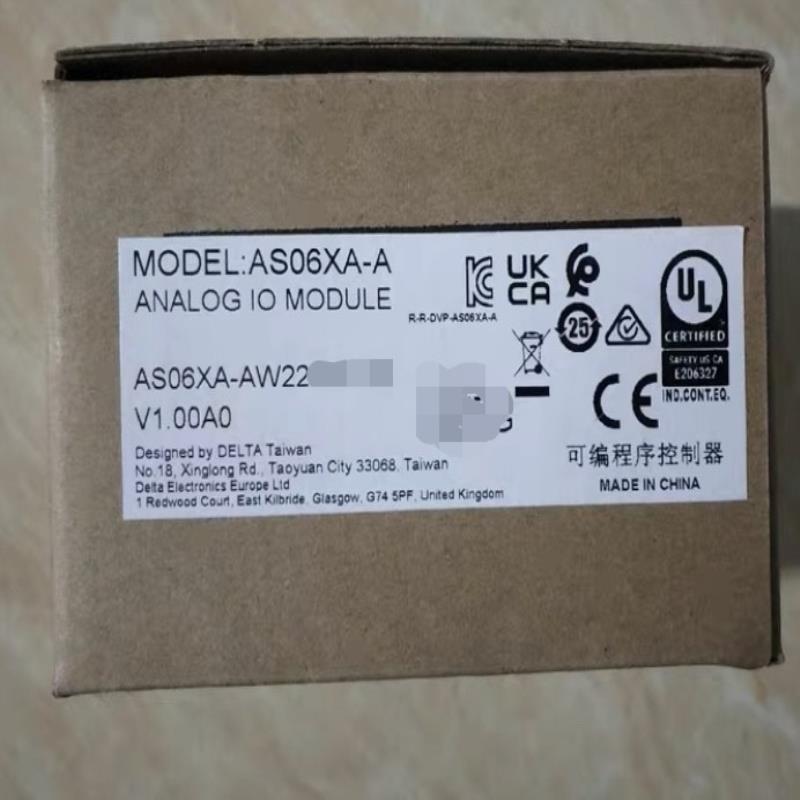 MODEL:AS06XA-A
ANALOG IO MODULE
R-R-DVP-AS06XA-A
UK
CA
25
UL
CERTIFIED
SAFETY US CA
E206327
IND.CONT.EQ.
CE
AS06XA-AW22
V1.00A0
Designed by DELTA Taiwan
No.18, Xinglong Rd., Taoyuan City 33068, Taiwan
Delta Electronics Europe Ltd
1 Redwood Court, East Kilbride, Glasgow, G74 5PF, United Kingdom
可编程序控制器
MADE IN CHINA